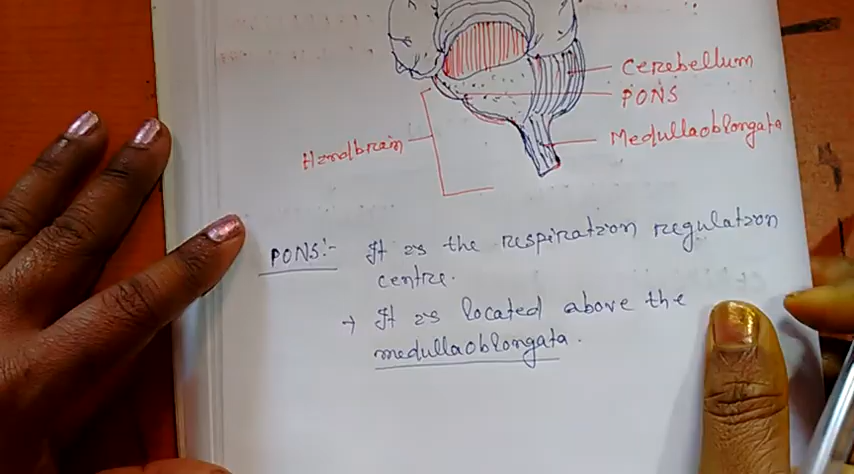 Cerebellum
PONS
Medullaoblongata
Hindbrain
PONS:- It is the respiration regulation
centre.
→ It is located above the
medullaoblongata.